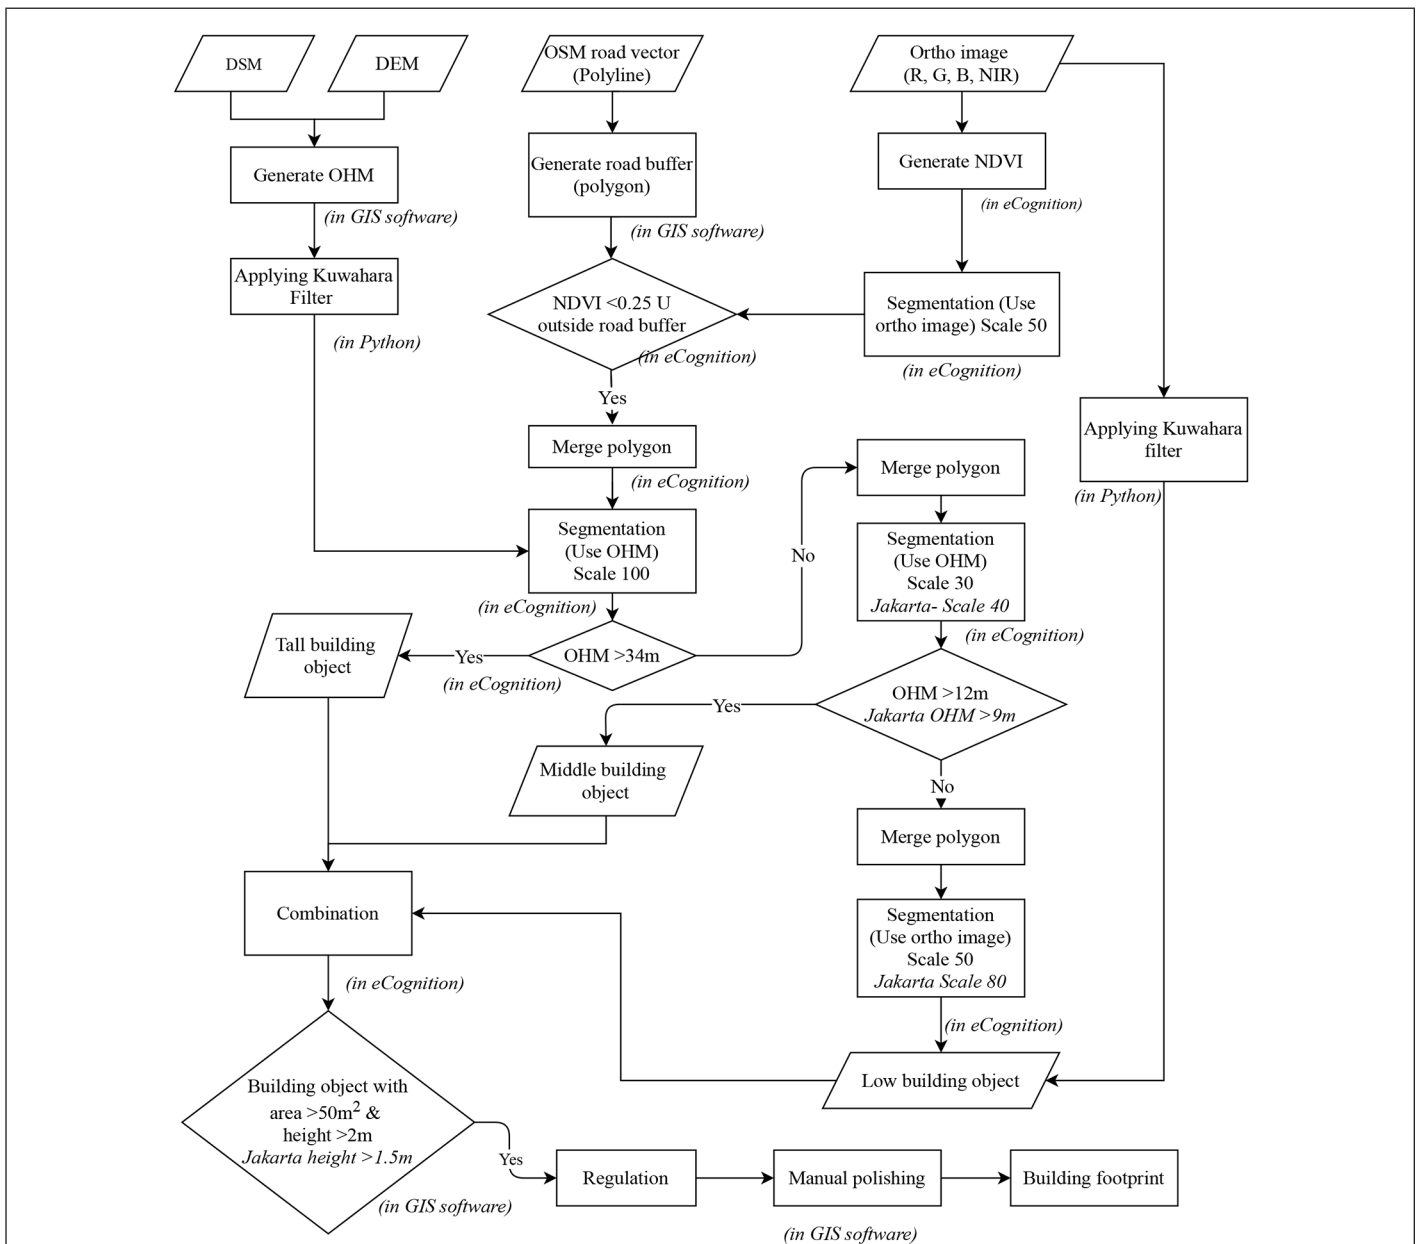 DSM
DEM
OSM road vector
(Polyline)
Ortho image
(R, G, B, NIR)
Generate OHM
(in GIS software)
Generate road buffer
(polygon)
(in GIS software)
Generate NDVI
(in eCognition)
Applying Kuwahara
Filter
(in Python)
NDVI <0.25 U
outside road buffer
(in eCognition)
Segmentation (Use
ortho image) Scale 50
(in eCognition)
Yes
Merge polygon
(in eCognition)
Applying Kuwahara
filter
(in Python)
Segmentation
(Use OHM)
Scale 100
(in eCognition)
No
Merge polygon
Segmentation
(Use OHM)
Scale 30
Jakarta- Scale 40
(in eCognition)
OHM >34m
Yes
(in eCognition)
Tall building
object
OHM >12m
Jakarta OHM >9m
Yes
Middle building
object
No
Merge polygon
Combination
(in eCognition)
Segmentation
(Use ortho image)
Scale 50
Jakarta Scale 80
(in eCognition)
Low building object
Building object with
area >50m² &
height >2m
Jakarta height >1.5m
(in GIS software)
Yes
Regulation
Manual polishing
(in GIS software)
Building footprint